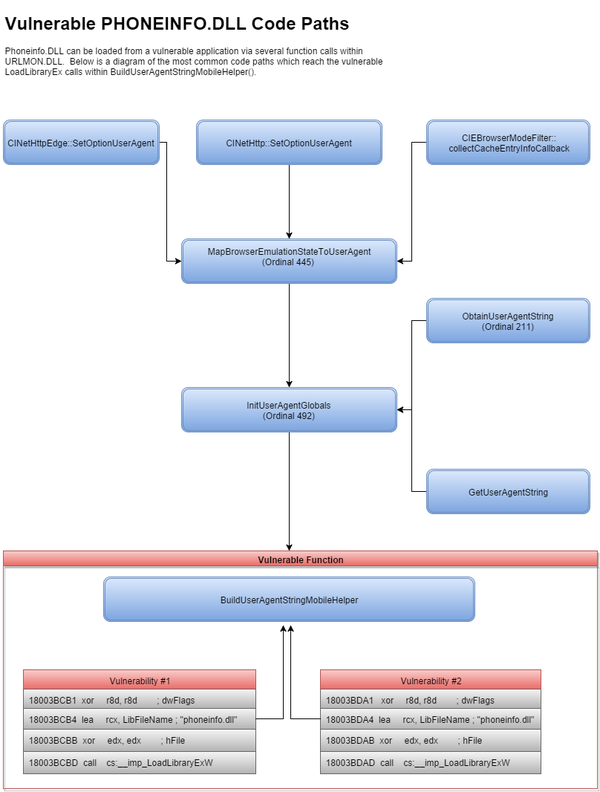 Vulnerable PHONEINFO.DLL Code Paths
Phoneinfo.DLL can be loaded from a vulnerable application via several function calls within
URLMON.DLL. Below is a diagram of the most common code paths which reach the vulnerable
LoadLibraryEx calls within BuildUserAgentStringMobileHelper().
CINetHttpEdge::SetOptionUserAgent
CINetHttp::SetOptionUserAgent
CIEBrowserModeFilter::
collectCacheEntryInfoCallback
MapBrowserEmulationStateToUserAgent
(Ordinal 445)
ObtainUserAgentString
(Ordinal 211)
InitUserAgentGlobals
(Ordinal 492)
GetUserAgentString
Vulnerable Function
BuildUserAgentStringMobileHelper
Vulnerability #1
18003BCB1 xor r8d, r8d ; dwFlags
18003BCB4 lea rcx, LibFileName ; "phoneinfo.dll"
18003BCBB xor edx, edx ; hFile
18003BCBD call cs:__imp_LoadLibraryExW
Vulnerability #2
18003BDA1 xor r8d, r8d ; dwFlags
18003BDA4 lea rcx, LibFileName ; "phoneinfo.dll"
18003BDAB xor edx, edx ; hFile
18003BDAD call cs:__imp_LoadLibraryExW